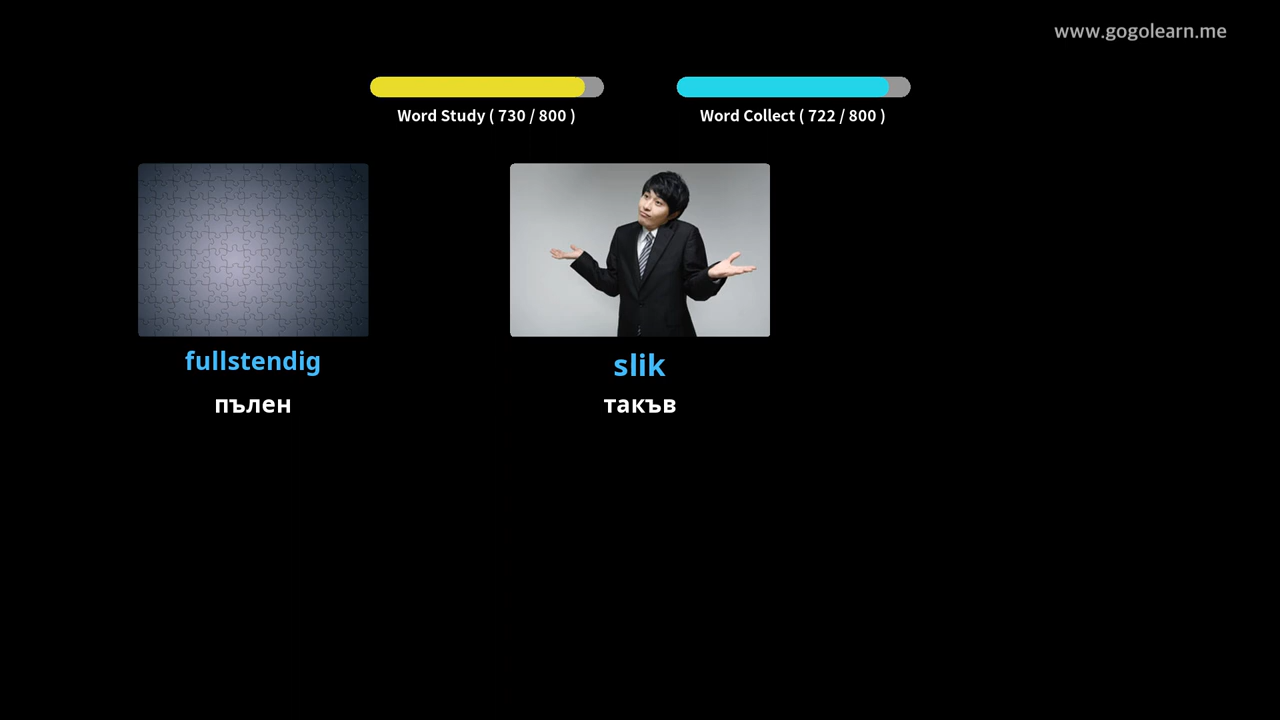 www.gogolearn.me
Word Study ( 730 / 800 )
Word Collect ( 722 / 800 )
fullstendig
пълен
slik
такъв